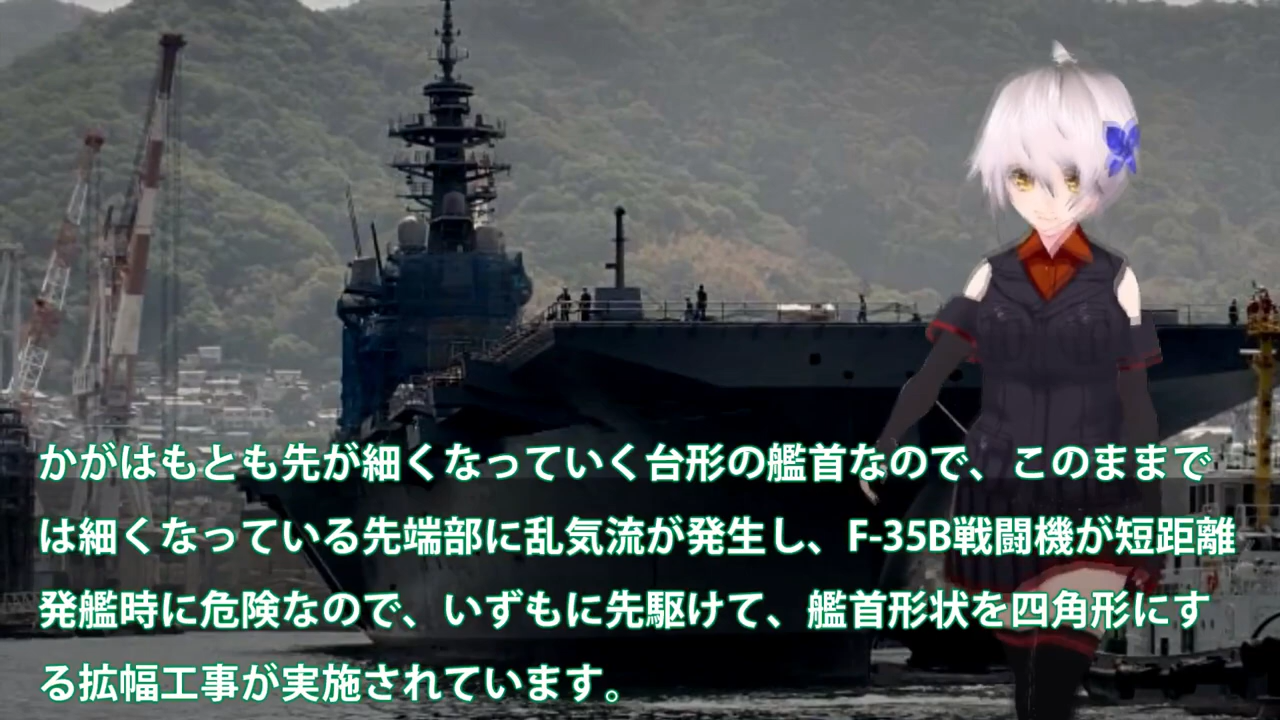 かがはもとも先が細くなっていく台形の艦首なので、このままで
は細くなっている先端部に乱気流が発生し、F-35B戦闘機が短距離
発艦時に危険なので、いずもに先駆けて、艦首形状を四角形にす
る拡幅工事が実施されています。